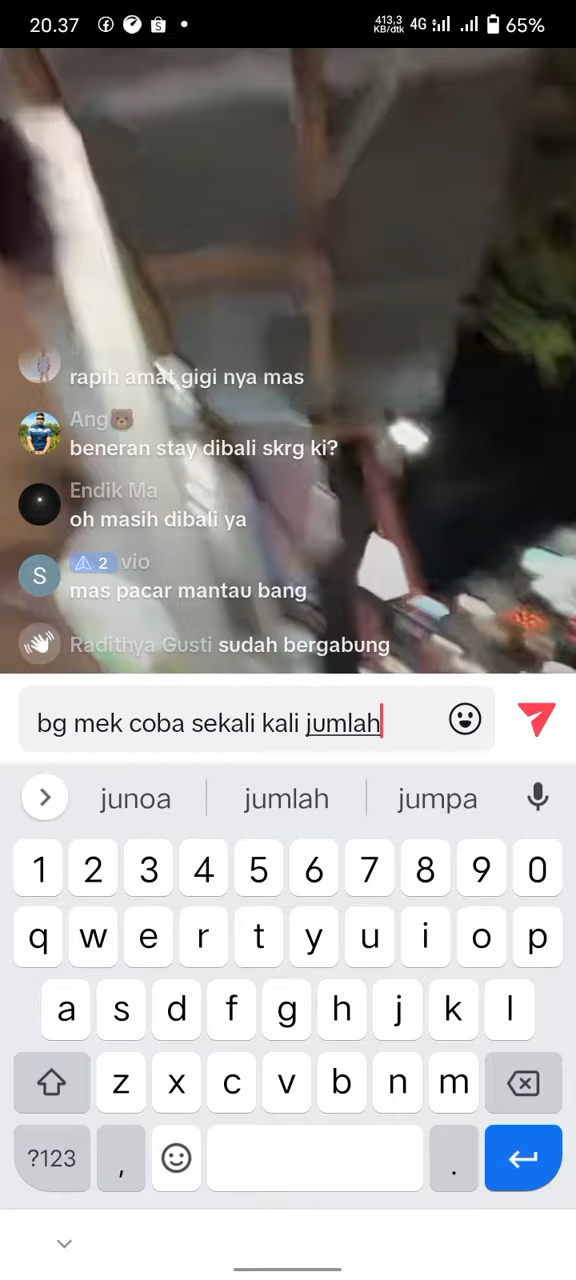 20.37
413,3 KB/dtk 4G 65%
rapih amat gigi nya mas
Ang🐻
beneran stay dibali skrg ki?
Endik Ma
oh masih dibali ya
S
2 vio
mas pacar mantau bang
Radithya Gusti sudah bergabung
bg mek coba sekali kali jumlah
junoa jumlah jumpa
1 2 3 4 5 6 7 8 9 0
q w e r t y u i o p
a s d f g h j k l
z x c v b n m
?123 , .